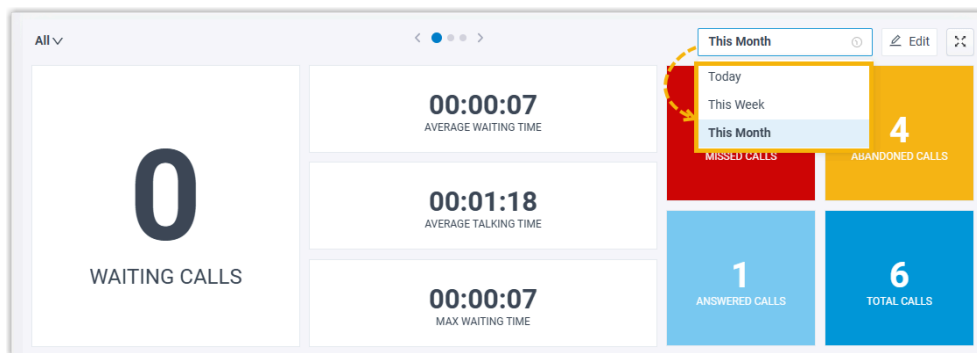 All
This Month
Edit
Today
This Week
This Month
0
WAITING CALLS
00:00:07
AVERAGE WAITING TIME
00:01:18
AVERAGE TALKING TIME
00:00:07
MAX WAITING TIME
MISSED CALLS
4
ABANDONED CALLS
1
ANSWERED CALLS
6
TOTAL CALLS